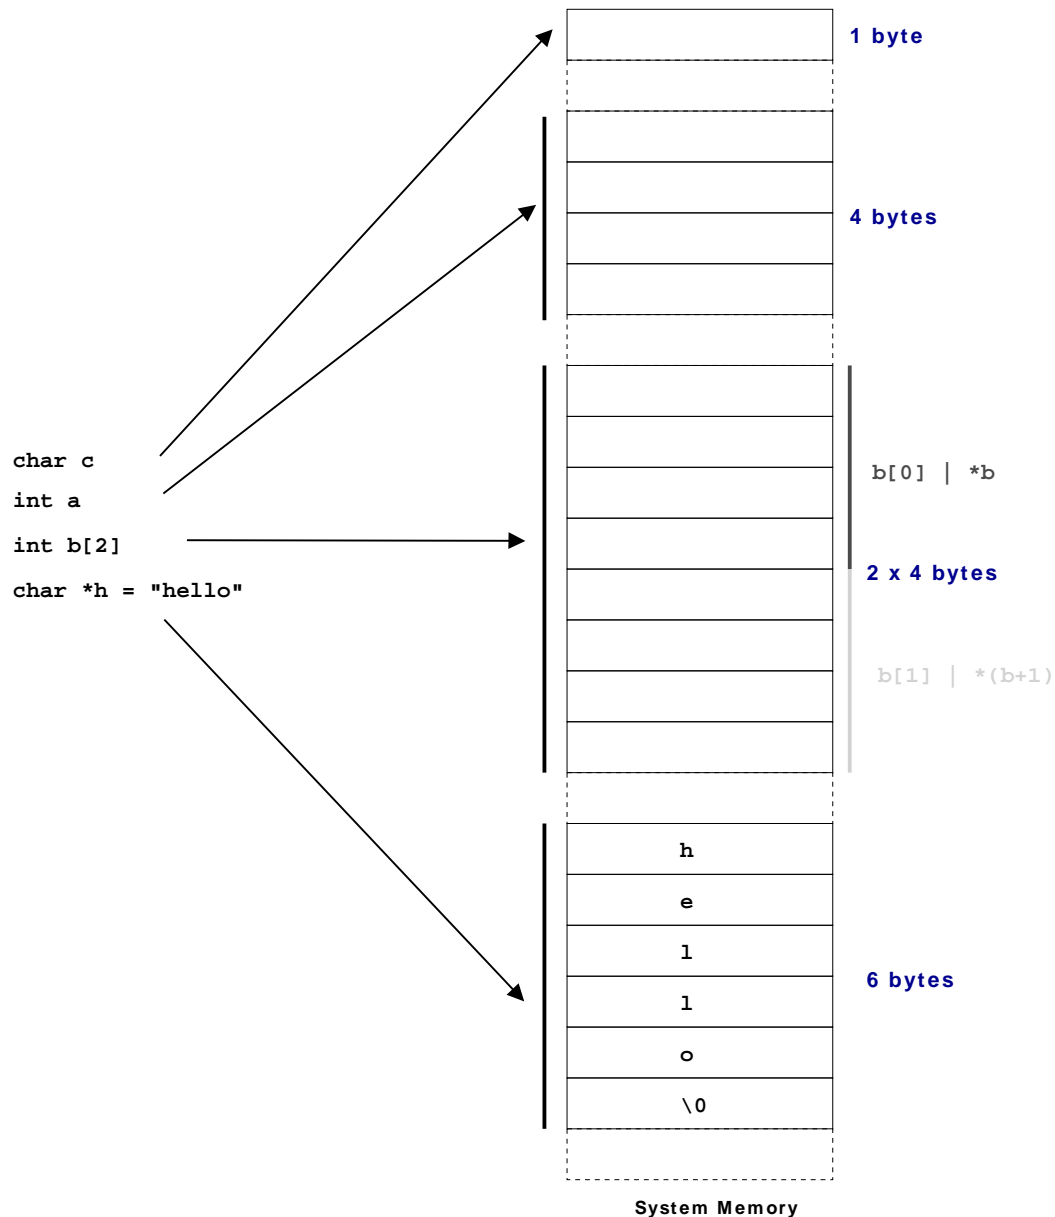 1 byte
4 bytes
char c
int a
int b[2]
char *h = "hello"
b[0] | *b
2 x 4 bytes
b[1] | *(b+1)
h
e
l
l
o
\0
6 bytes
System Memory